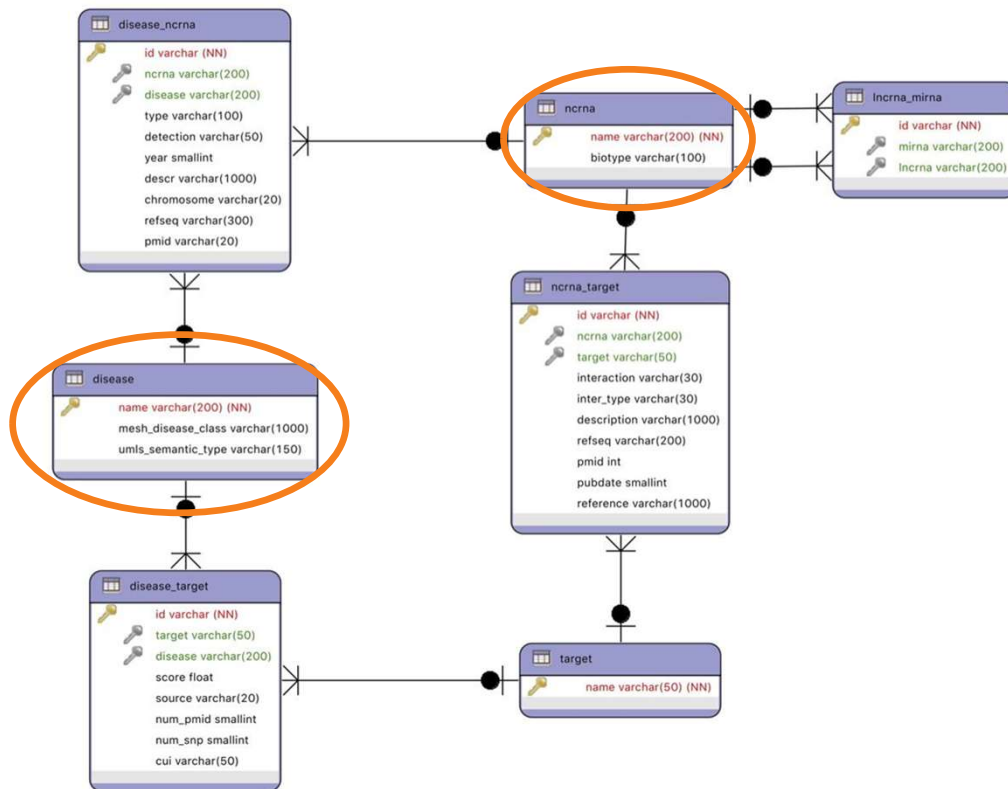 disease_ncrna
id varchar (NN)
ncrna varchar(200)
disease varchar(200)
type varchar(100)
detection varchar(50)
year smallint
descr varchar(1000)
chromosome varchar(20)
refseq varchar(300)
pmid varchar(20)
ncrna
name varchar(200) (NN)
biotype varchar(100)
lncrna_mirna
id varchar (NN)
mirna varchar(200)
lncrna varchar(200)
ncrna_target
id varchar (NN)
ncrna varchar(200)
target varchar(50)
interaction varchar(30)
inter_type varchar(30)
description varchar(1000)
refseq varchar(200)
pmid int
pubdate smallint
reference varchar(1000)
disease
name varchar(200) (NN)
mesh_disease_class varchar(1000)
umls_semantic_type varchar(150)
disease_target
id varchar (NN)
target varchar(50)
disease varchar(200)
score float
source varchar(20)
num_pmid smallint
num_snp smallint
cui varchar(50)
target
name varchar(50) (NN)